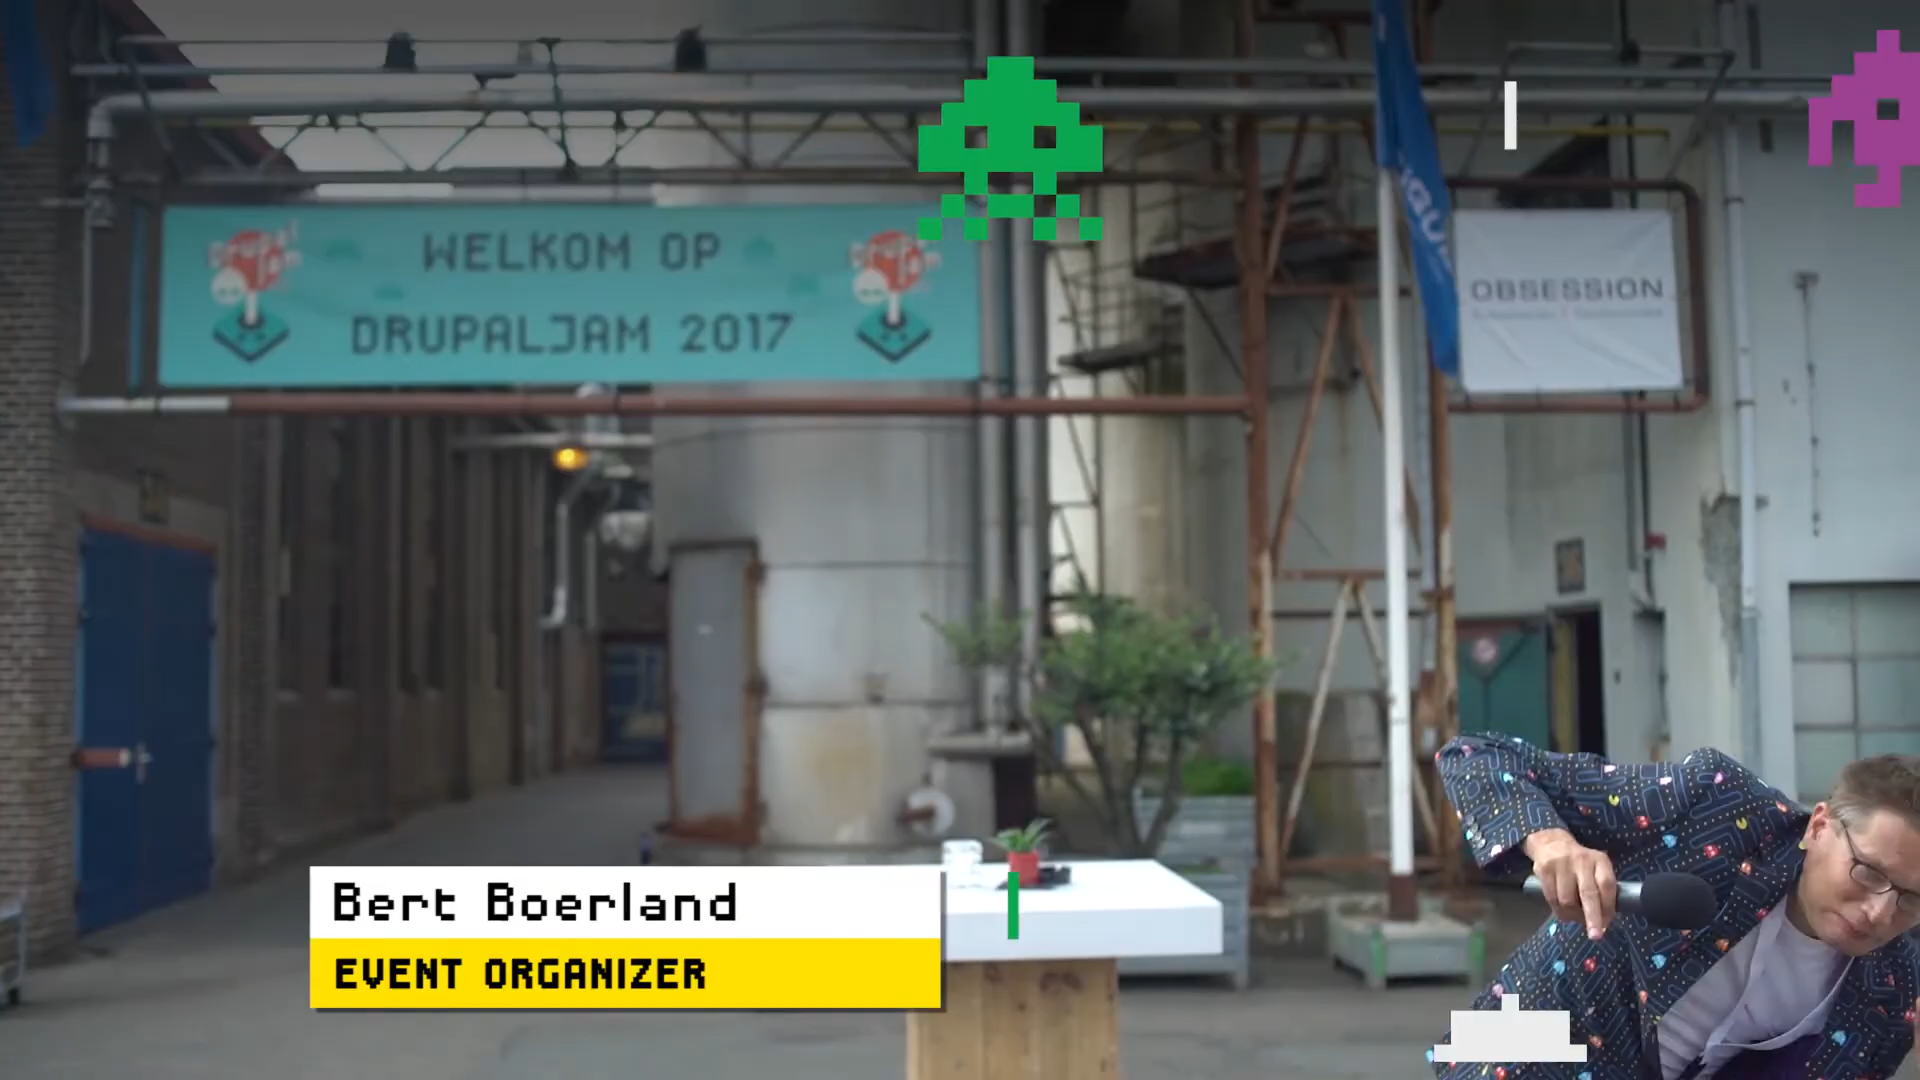 WELKOM OP
DRUPALJAM 2017
OBSESSION
Bert Boerland
EVENT ORGANIZER